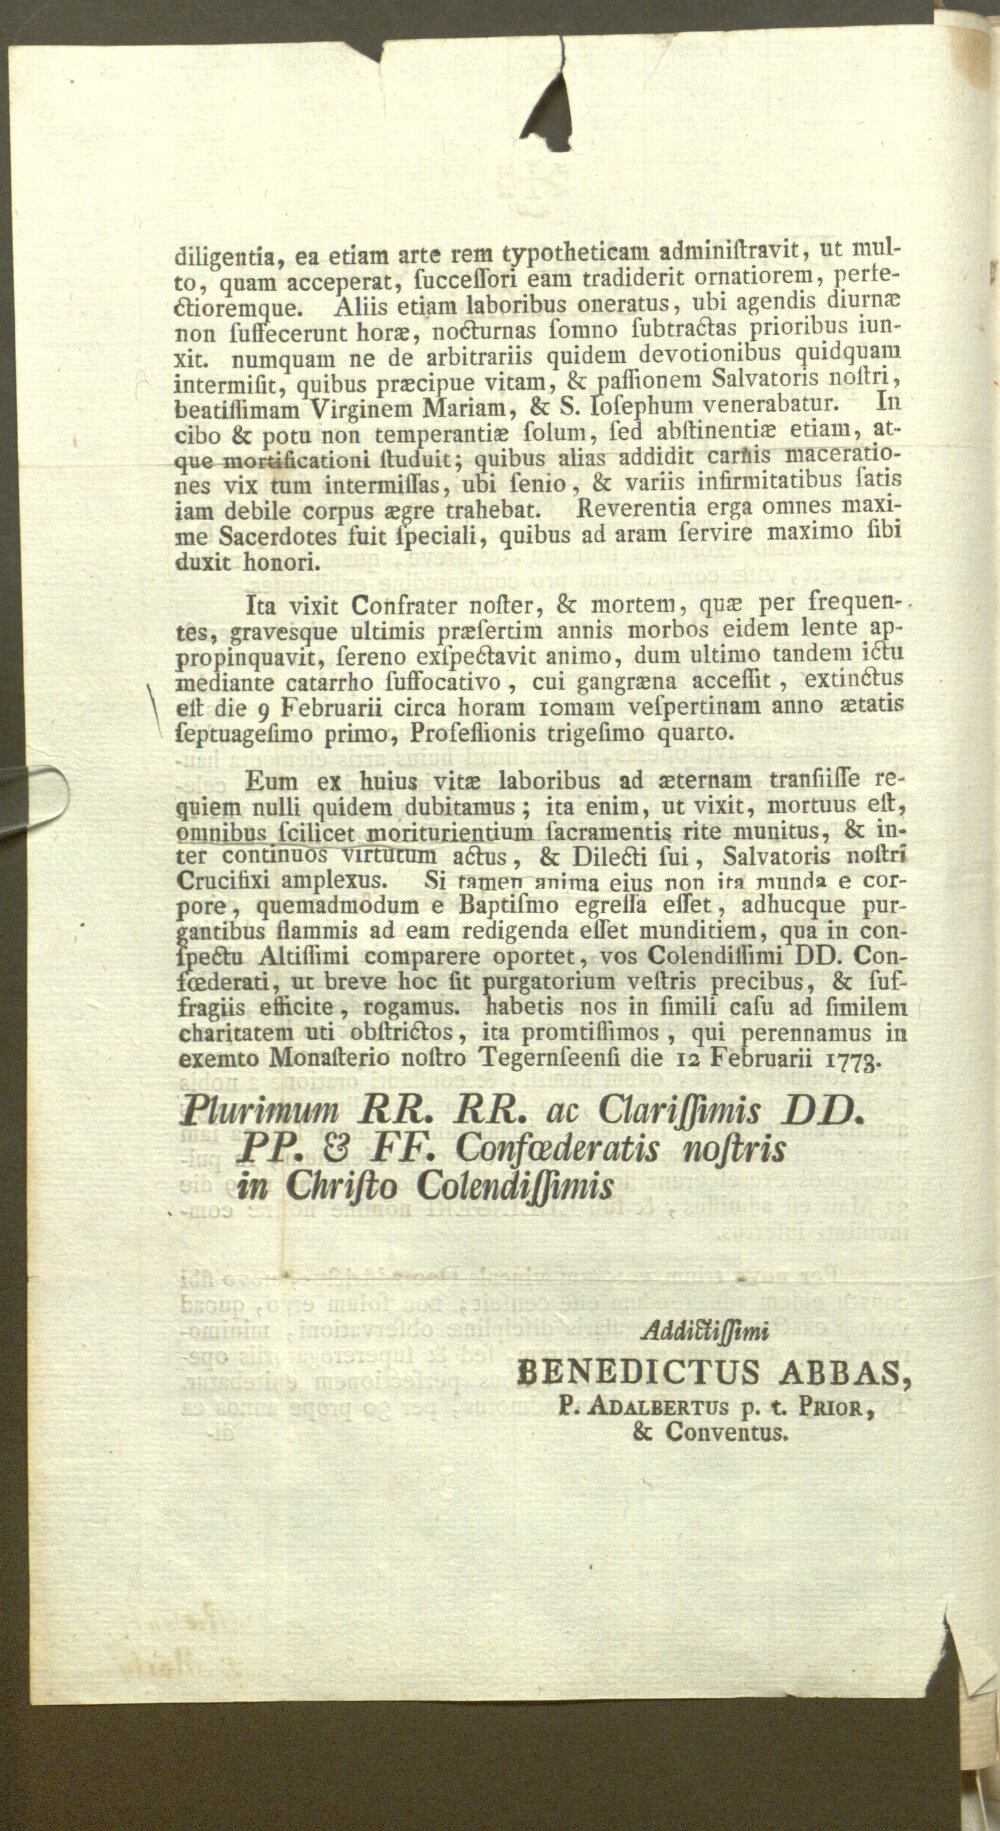 diligentia, ea etiam arte rem typotheticam adminiſtravit, ut mul-
to, quam acceperat, ſucceſſori eam tradiderit ornatiorem, perfe-
ctioremque. Aliis etiam laboribus oneratus, ubi agendis diurnæ
non ſuffecerunt horæ, nocturnas ſomno ſubtractas prioribus iun-
xit. numquam ne de arbitrariis quidem devotionibus quidquam
intermiſit, quibus præcipue vitam, & paſſionem Salvatoris noſtri,
beatiſſimam Virginem Mariam, & S. Ioſephum venerabatur. In
cibo & potu non temperantiæ ſolum, ſed abſtinentiæ etiam, at-
que mortificationi ſtuduit; quibus alias addidit carnis maceratio-
nes vix tum intermiſſas, ubi ſenio, & variis infirmitatibus ſatis
iam debile corpus ægre trahebat. Reverentia erga omnes maxi-
me Sacerdotes fuit ſpeciali, quibus ad aram ſervire maximo ſibi
duxit honori.
Ita vixit Confrater noſter, & mortem, quæ per frequen-
tes, graveſque ultimis præſertim annis morbos eidem lente ap-
propinquavit, ſereno exſpectavit animo, dum ultimo tandem ictu
mediante catarrho ſuffocativo, cui gangræna acceſſit, extinctus
eſt die 9 Februarii circa horam 10mam veſpertinam anno ætatis
ſeptuageſimo primo, Profeſſionis trigeſimo quarto.
Eum ex huius vitæ laboribus ad æternam tranſiiſſe re-
quiem nulli quidem dubitamus; ita enim, ut vixit, mortuus eſt,
omnibus ſcilicet moriturientium ſacramentis rite munitus, & in-
ter continuos virtutum actus, & Dilecti ſui, Salvatoris noſtri
Crucifixi amplexus. Si tamen anima eius non ita munda e cor-
pore, quemadmodum e Baptiſmo egreſſa eſſet, adhucque pur-
gantibus flammis ad eam redigenda eſſet munditiem, qua in con-
ſpectu Altiſſimi comparere oportet, vos Colendiſſimi DD. Con-
fœderati, ut breve hoc ſit purgatorium veſtris precibus, & ſuf-
fragiis efficite, rogamus. habetis nos in ſimili caſu ad ſimilem
charitatem uti obſtrictos, ita promtiſſimos, qui perennamus in
exemto Monaſterio noſtro Tegernſeenſi die 12 Februarii 1773.
Plurimum RR. RR. ac Clariſſimis DD.
PP. & FF. Confœderatis noſtris
in Chriſto Colendiſſimis
Addictiſſimi
BENEDICTUS ABBAS,
P. ADALBERTUS p. t. PRIOR,
& Conventus.